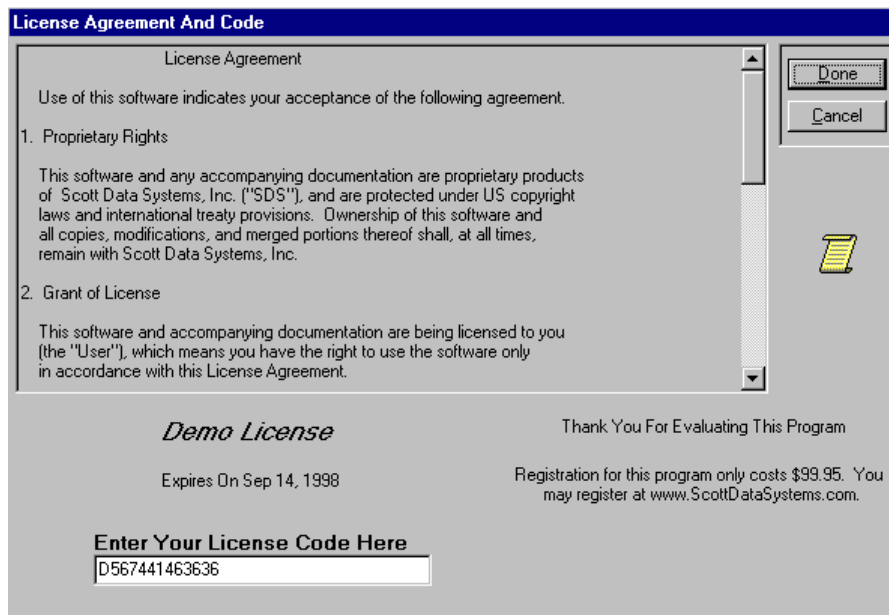 License Agreement And Code
License Agreement
Use of this software indicates your acceptance of the following agreement.
1. Proprietary Rights
This software and any accompanying documentation are proprietary products
of Scott Data Systems, Inc. ("SDS"), and are protected under US copyright
laws and international treaty provisions. Ownership of this software and
all copies, modifications, and merged portions thereof shall, at all times,
remain with Scott Data Systems, Inc.
2. Grant of License
This software and accompanying documentation are being licensed to you
(the "User"), which means you have the right to use the software only
in accordance with this License Agreement.
Done
Cancel
Demo License
Expires On Sep 14, 1998
Thank You For Evaluating This Program
Registration for this program only costs $99.95. You
may register at www.ScottDataSystems.com.
Enter Your License Code Here
D567441463636